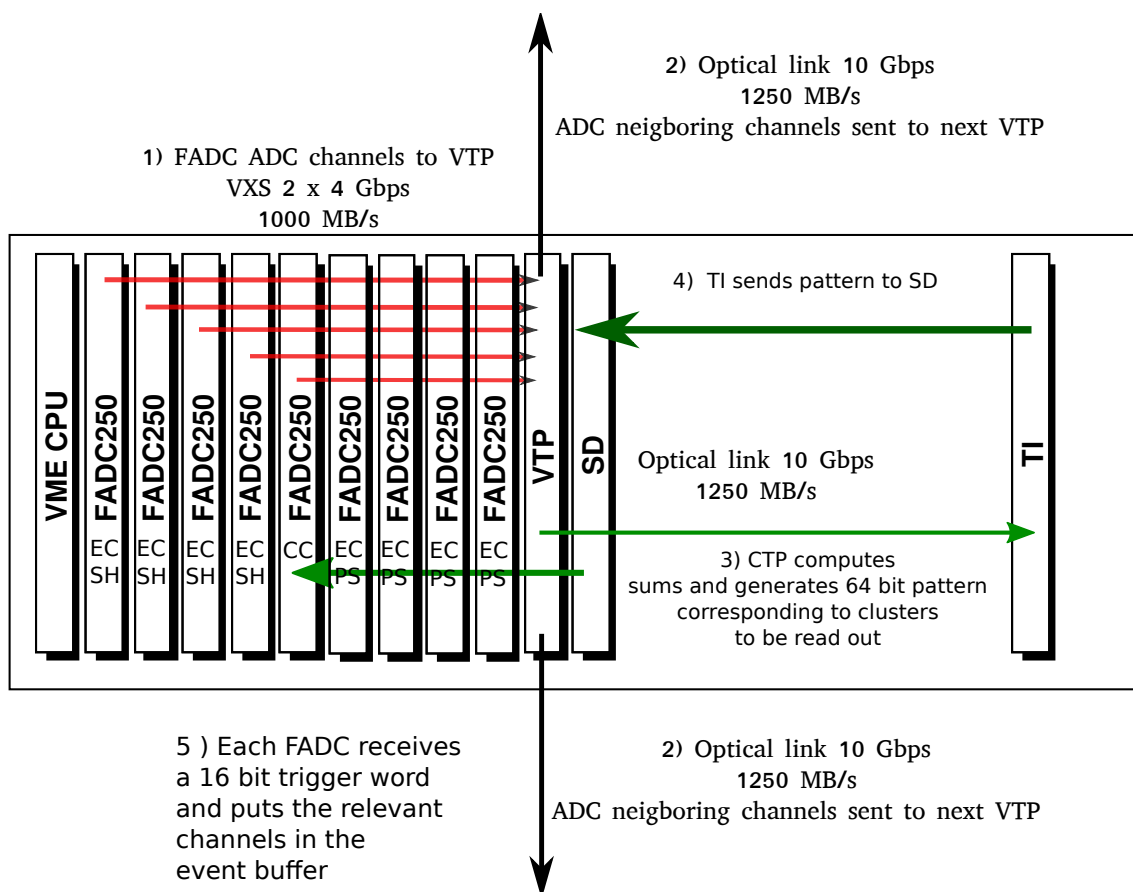 2) Optical link 10 Gbps
1250 MB/s
ADC neigboring channels sent to next VTP
1) FADC ADC channels to VTP
VXS 2 x 4 Gbps
1000 MB/s
4) TI sends pattern to SD
VME CPU
FADC250
EC
SH
FADC250
EC
SH
FADC250
EC
SH
FADC250
EC
SH
FADC250
CC
FADC250
EC
PS
FADC250
EC
PS
FADC250
EC
PS
FADC250
EC
PS
VTP
SD
TI
Optical link 10 Gbps
1250 MB/s
3) CTP computes
sums and generates 64 bit pattern
corresponding to clusters
to be read out
5 ) Each FADC receives
a 16 bit trigger word
and puts the relevant
channels in the
event buffer
2) Optical link 10 Gbps
1250 MB/s
ADC neigboring channels sent to next VTP